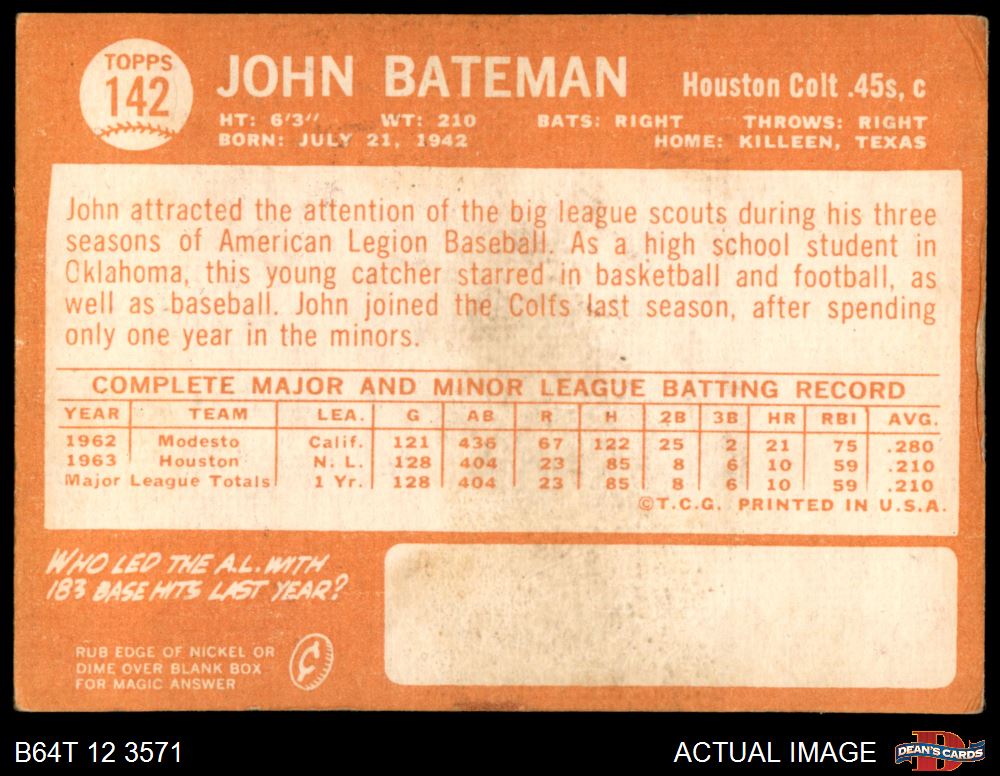 TOPPS
142
JOHN BATEMAN
Houston Colt .45s, c
HT: 6'3" WT: 210 BATS: RIGHT THROWS: RIGHT
BORN: JULY 21, 1942 HOME: KILLEEN, TEXAS
John attracted the attention of the big league scouts during his three
seasons of American Legion Baseball. As a high school student in
Oklahoma, this young catcher starred in basketball and football, as
well as baseball. John joined the Colts last season, after spending
only one year in the minors.
COMPLETE MAJOR AND MINOR LEAGUE BATTING RECORD
YEAR TEAM LEA. G AB R H 2B 3B HR RBI AVG.
1962 Modesto Calif. 121 436 67 122 25 2 21 75 .280
1963 Houston N. L. 128 404 23 85 8 6 10 59 .210
Major League Totals 1 Yr. 128 404 23 85 8 6 10 59 .210
©T.C.G. PRINTED IN U.S.A.
WHO LED THE A.L. WITH
183 BASE HITS LAST YEAR?
RUB EDGE OF NICKEL OR
DIME OVER BLANK BOX
FOR MAGIC ANSWER
B64T 12 3571
ACTUAL IMAGE
DEAN'S CARDS